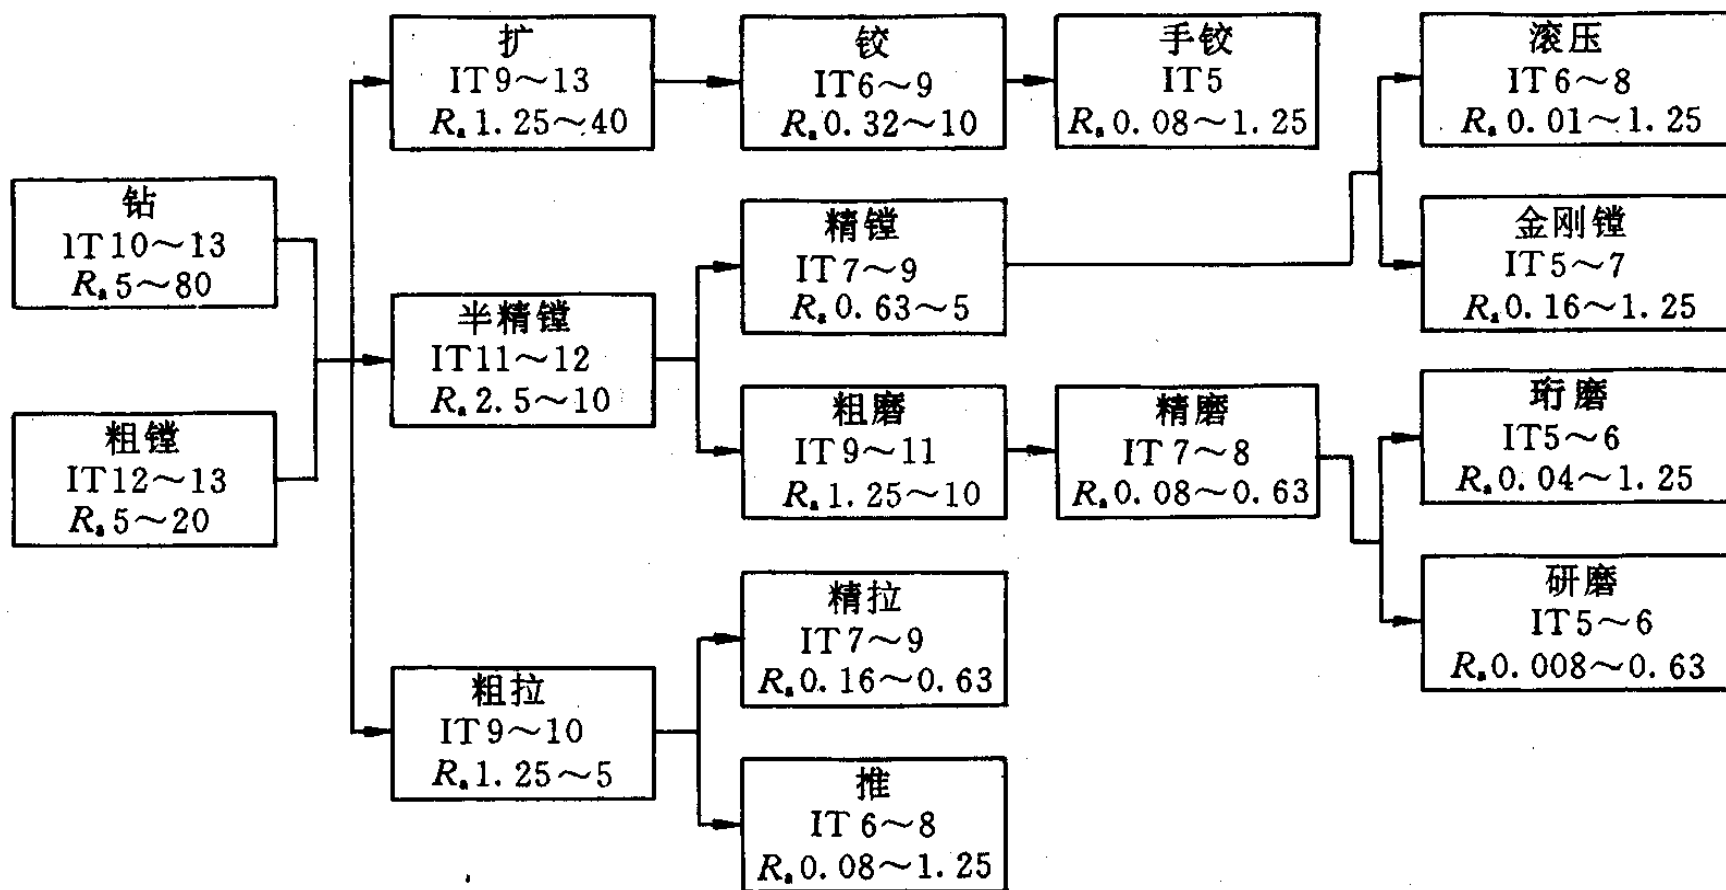 钻
IT10～13
Ra5～80
粗镗
IT12～13
Ra5～20
扩
IT9～13
Ra1.25～40
半精镗
IT11～12
Ra2.5～10
粗拉
IT9～10
Ra1.25～5
铰
IT6～9
Ra0.32～10
精镗
IT7～9
Ra0.63～5
粗磨
IT9～11
Ra1.25～10
精拉
IT7～9
Ra0.16～0.63
推
IT6～8
Ra0.08～1.25
手铰
IT5
Ra0.08～1.25
精磨
IT7～8
Ra0.08～0.63
滚压
IT6～8
Ra0.01～1.25
金刚镗
IT5～7
Ra0.16～1.25
珩磨
IT5～6
Ra0.04～1.25
研磨
IT5～6
Ra0.008～0.63